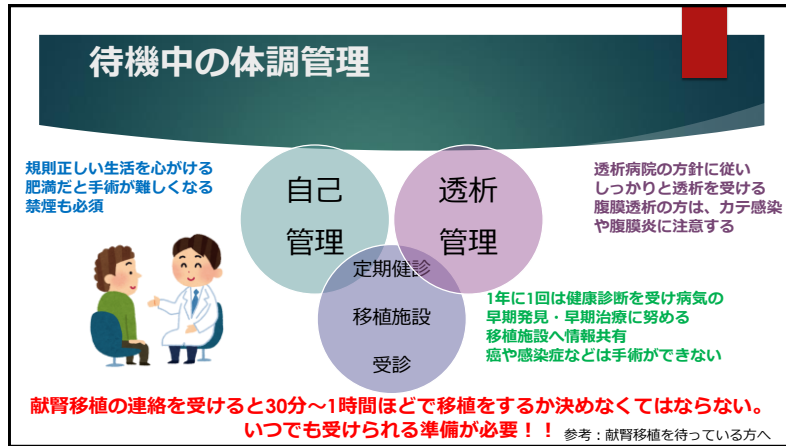 待機中の体調管理
規則正しい生活を心がける
肥満だと手術が難しくなる
禁煙も必須
自己
管理
透析
管理
透析病院の方針に従い
しっかりと透析を受ける
腹膜透析の方は、カテ感染
や腹膜炎に注意する
定期健診
移植施設
受診
1年に1回は健康診断を受け病気の
早期発見・早期治療に努める
移植施設へ情報共有
癌や感染症などは手術ができない
献腎移植の連絡を受けると30分～1時間ほどで移植をするか決めなくてはならない。
いつでも受けられる準備が必要！！
参考：献腎移植を待っている方へ